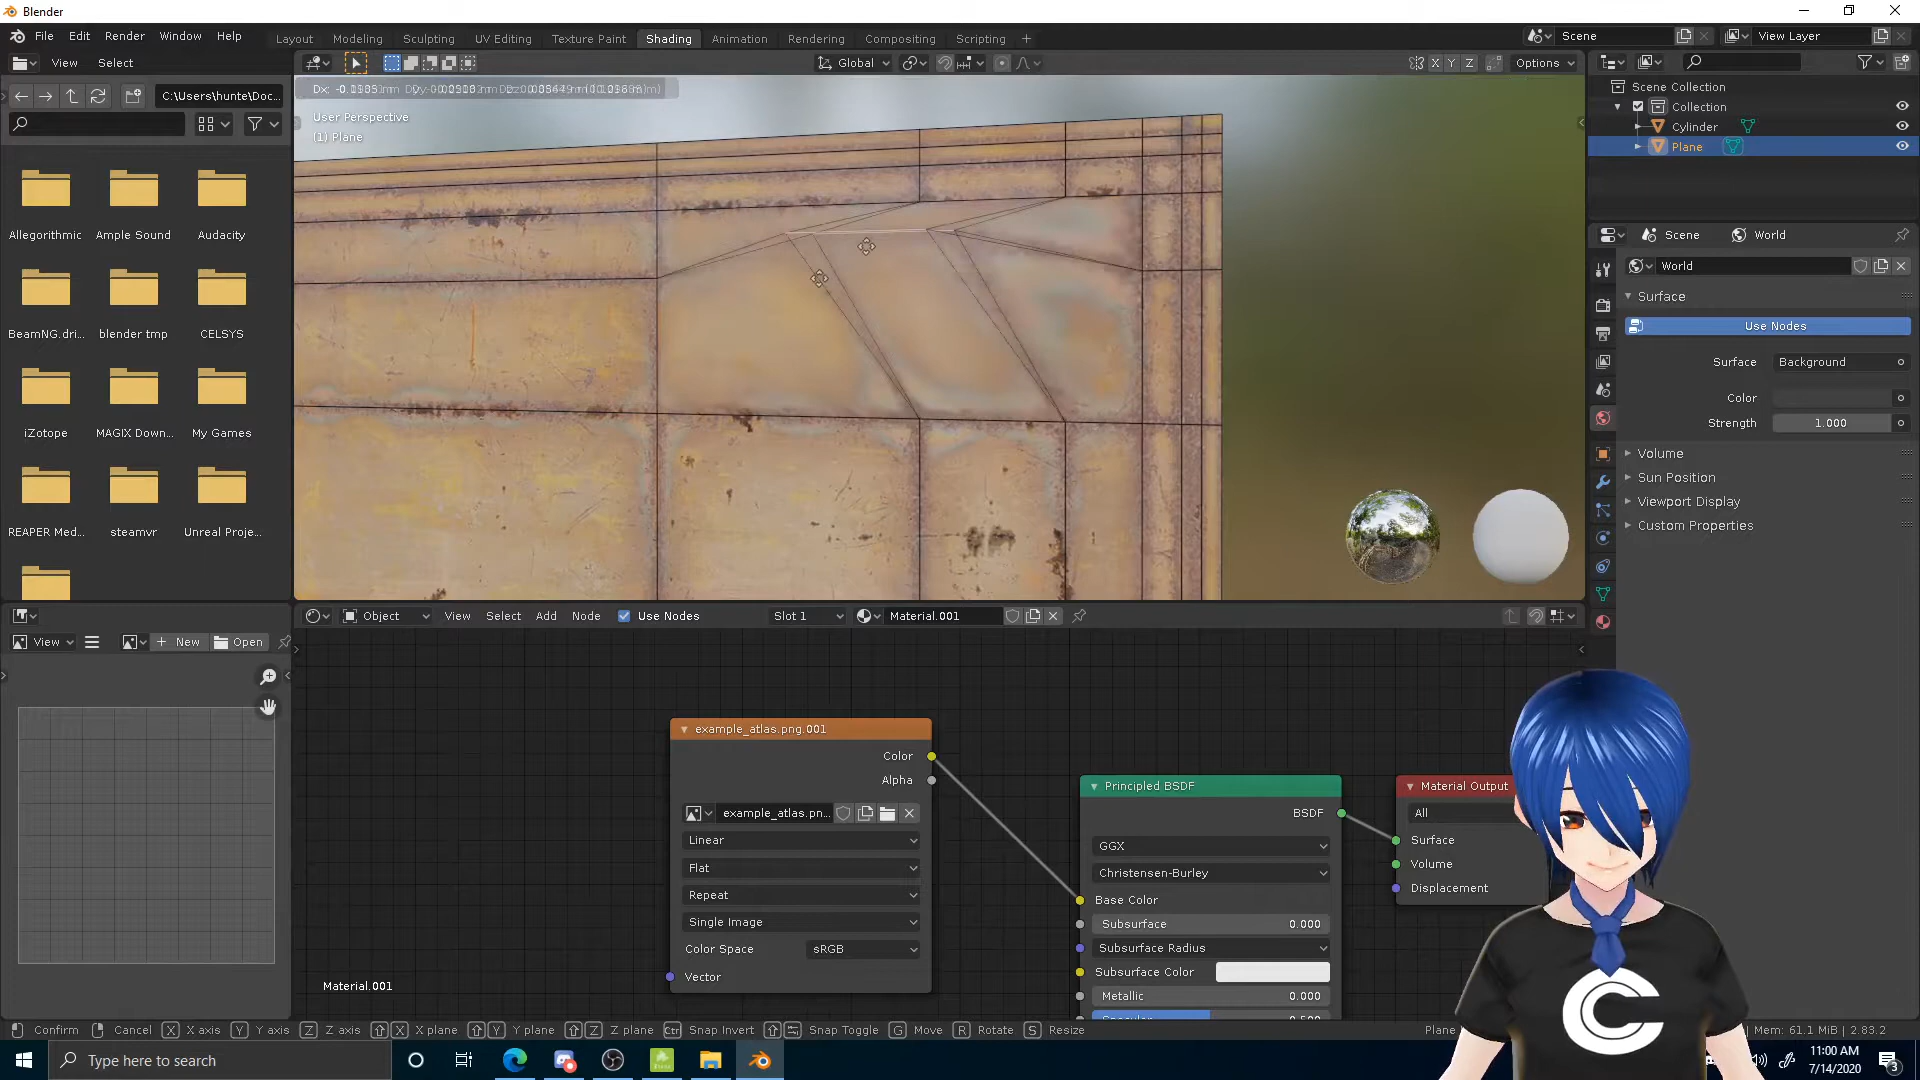 Blender
File Edit Render Window Help
Layout Modeling Sculpting UV Editing Texture Paint Shading Animation Rendering Compositing Scripting
Scene
View Layer
View Select
Global
X Y Z
Options
C:\Users\hunte\Doc...
User Perspective
(1) Plane
Allegorithmic Ample Sound Audacity
BeamNG.dri... blender tmp CELSYS
iZotope MAGIX Down... My Games
REAPER Med... steamvr Unreal Proje...
Scene Collection
Collection
Cylinder
Plane
Scene World
World
Surface
Use Nodes
Surface Background
Color
Strength 1.000
Volume
Sun Position
Viewport Display
Custom Properties
Object View Select Add Node Use Nodes Slot 1 Material.001
View New Open
example_atlas.png.001
Color
Alpha
example_atlas.pn...
Linear
Flat
Repeat
Single Image
Color Space sRGB
Vector
Principled BSDF
BSDF
GGX
Christensen-Burley
Base Color
Subsurface 0.000
Subsurface Radius
Subsurface Color
Metallic 0.000
Material Output
All
Surface
Volume
Displacement
Material.001
Confirm Cancel X X axis Y Y axis Z Z axis X X plane Y Y plane Z Z plane Ctrl Snap Invert Snap Toggle G Move R Rotate S Resize
Plane
Mem: 61.1 MiB | 2.83.2
Type here to search
11:00 AM
7/14/2020
3